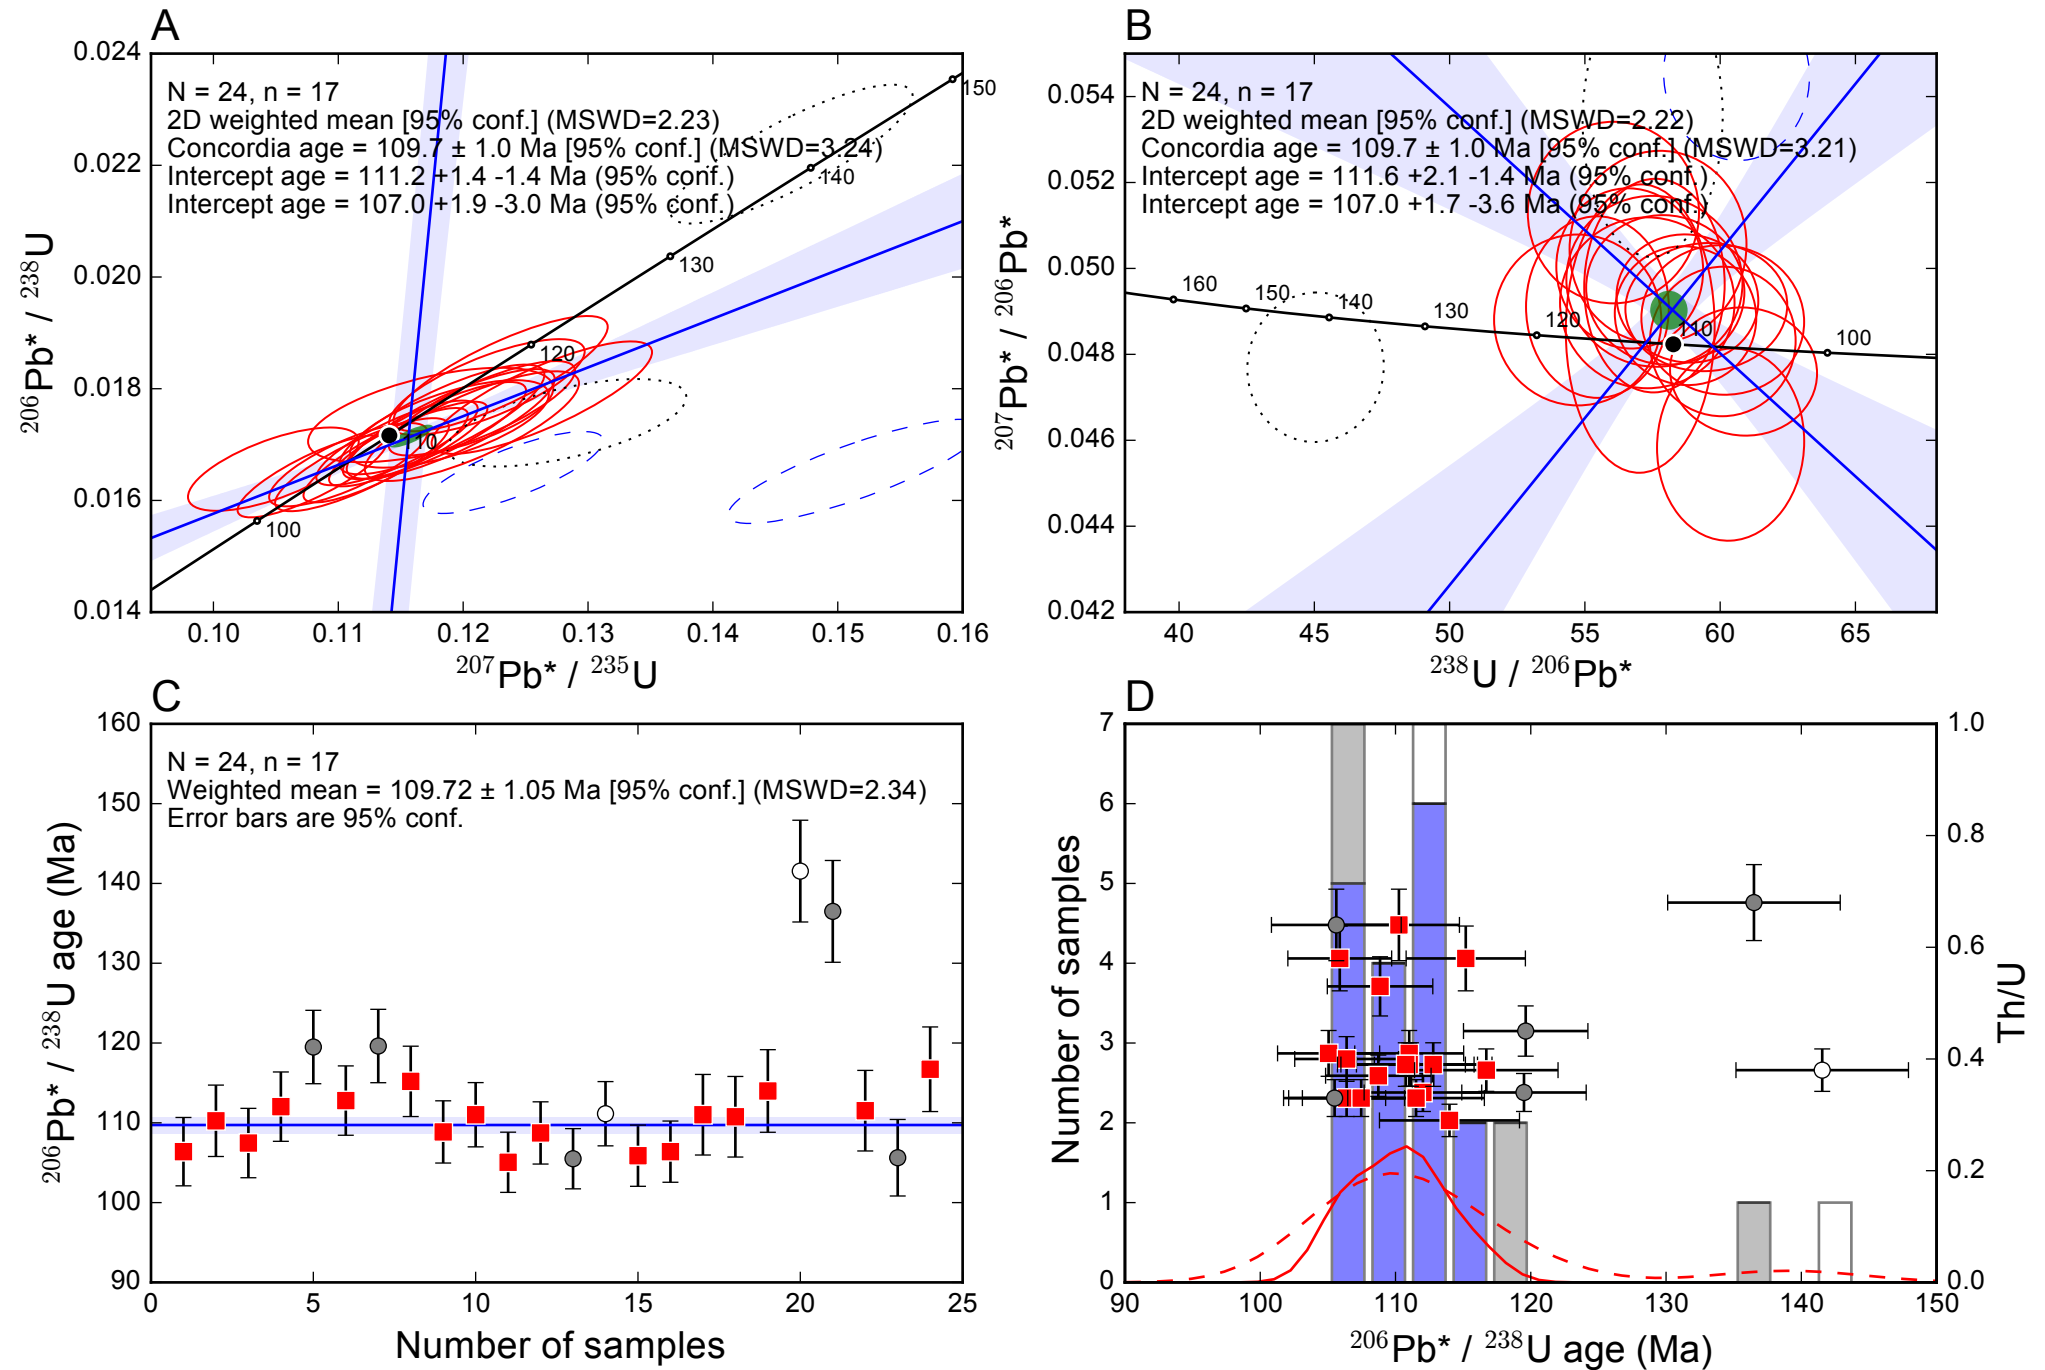 A
0.024
0.022
0.020
0.018
0.016
0.014
²⁰⁶Pb* / ²³⁸U
N = 24, n = 17
2D weighted mean [95% conf.] (MSWD=2.23)
Concordia age = 109.7 ± 1.0 Ma [95% conf.] (MSWD=3.24)
Intercept age = 111.2 +1.4 -1.4 Ma (95% conf.)
Intercept age = 107.0 +1.9 -3.0 Ma (95% conf.)
150
140
130
120
110
100
0.10 0.11 0.12 0.13 0.14 0.15 0.16
²⁰⁷Pb* / ²³⁵U
B
0.054
0.052
0.050
0.048
0.046
0.044
0.042
²⁰⁷Pb* / ²⁰⁶Pb*
N = 24, n = 17
2D weighted mean [95% conf.] (MSWD=2.22)
Concordia age = 109.7 ± 1.0 Ma [95% conf.] (MSWD=3.21)
Intercept age = 111.6 +2.1 -1.4 Ma (95% conf.)
Intercept age = 107.0 +1.7 -3.6 Ma (95% conf.)
160 150 140 130 120 110 100
40 45 50 55 60 65
²³⁸U / ²⁰⁶Pb*
C
160
150
140
130
120
110
100
90
²⁰⁶Pb* / ²³⁸U age (Ma)
N = 24, n = 17
Weighted mean = 109.72 ± 1.05 Ma [95% conf.] (MSWD=2.34)
Error bars are 95% conf.
0 5 10 15 20 25
Number of samples
D
7
6
5
4
3
2
1
0
Number of samples
1.0
0.8
0.6
0.4
0.2
0.0
Th/U
90 100 110 120 130 140 150
²⁰⁶Pb* / ²³⁸U age (Ma)